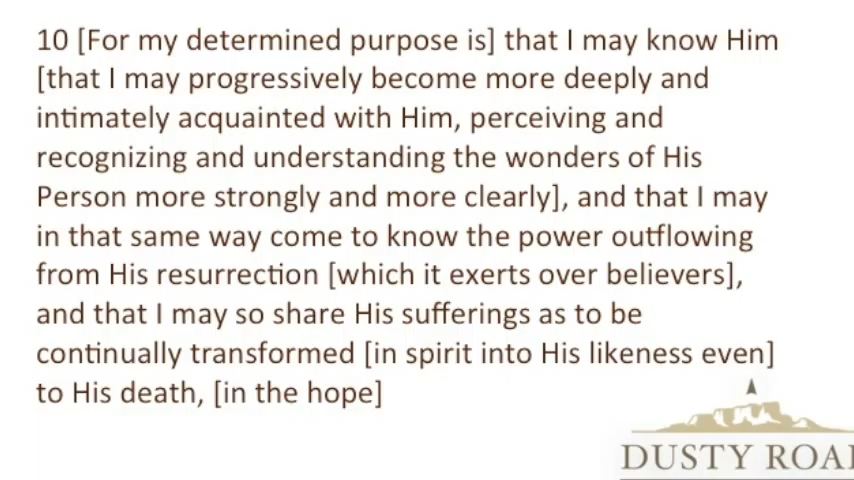 10 [For my determined purpose is] that I may know Him
[that I may progressively become more deeply and
intimately acquainted with Him, perceiving and
recognizing and understanding the wonders of His
Person more strongly and more clearly], and that I may
in that same way come to know the power outflowing
from His resurrection [which it exerts over believers],
and that I may so share His sufferings as to be
continually transformed [in spirit into His likeness even]
to His death, [in the hope]
DUSTY ROA